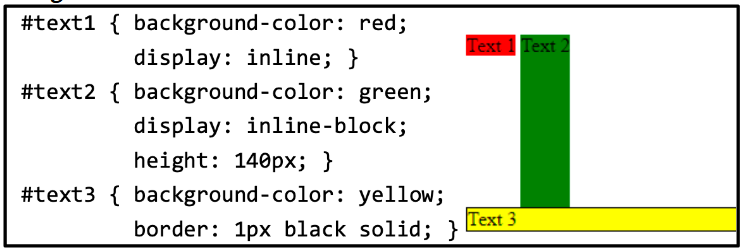 #text1 { background-color: red;
display: inline; }
#text2 { background-color: green;
display: inline-block;
height: 140px; }
#text3 { background-color: yellow;
border: 1px black solid; }
Text 1 Text 2
Text 3